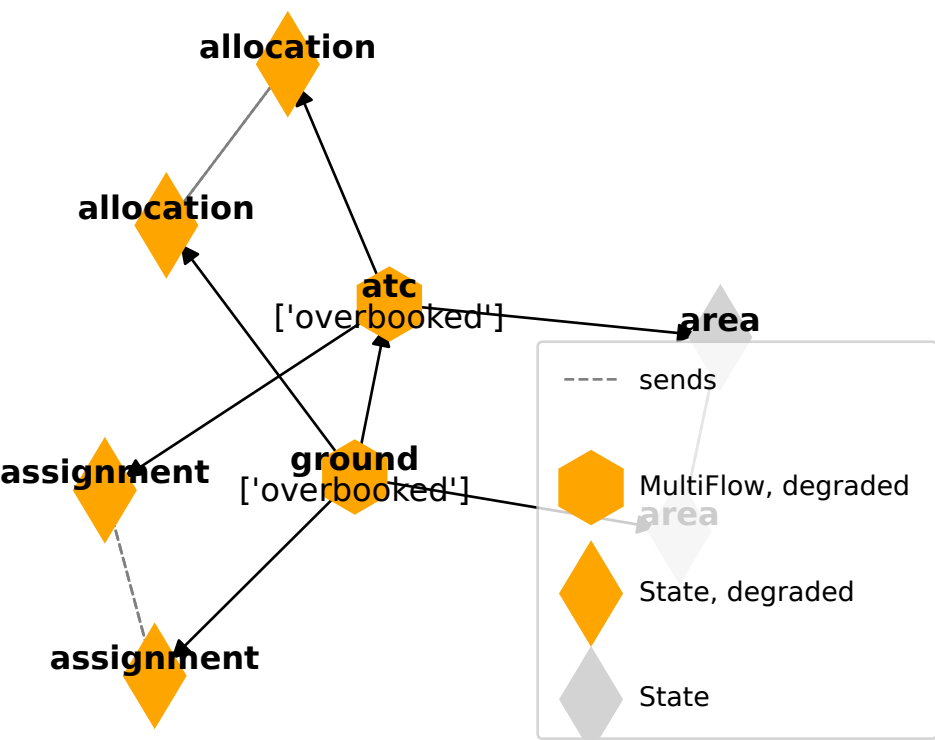 allocation
allocation
atc
['overbooked']
area
assignment
ground
['overbooked']
area
assignment
sends
MultiFlow, degraded
State, degraded
State